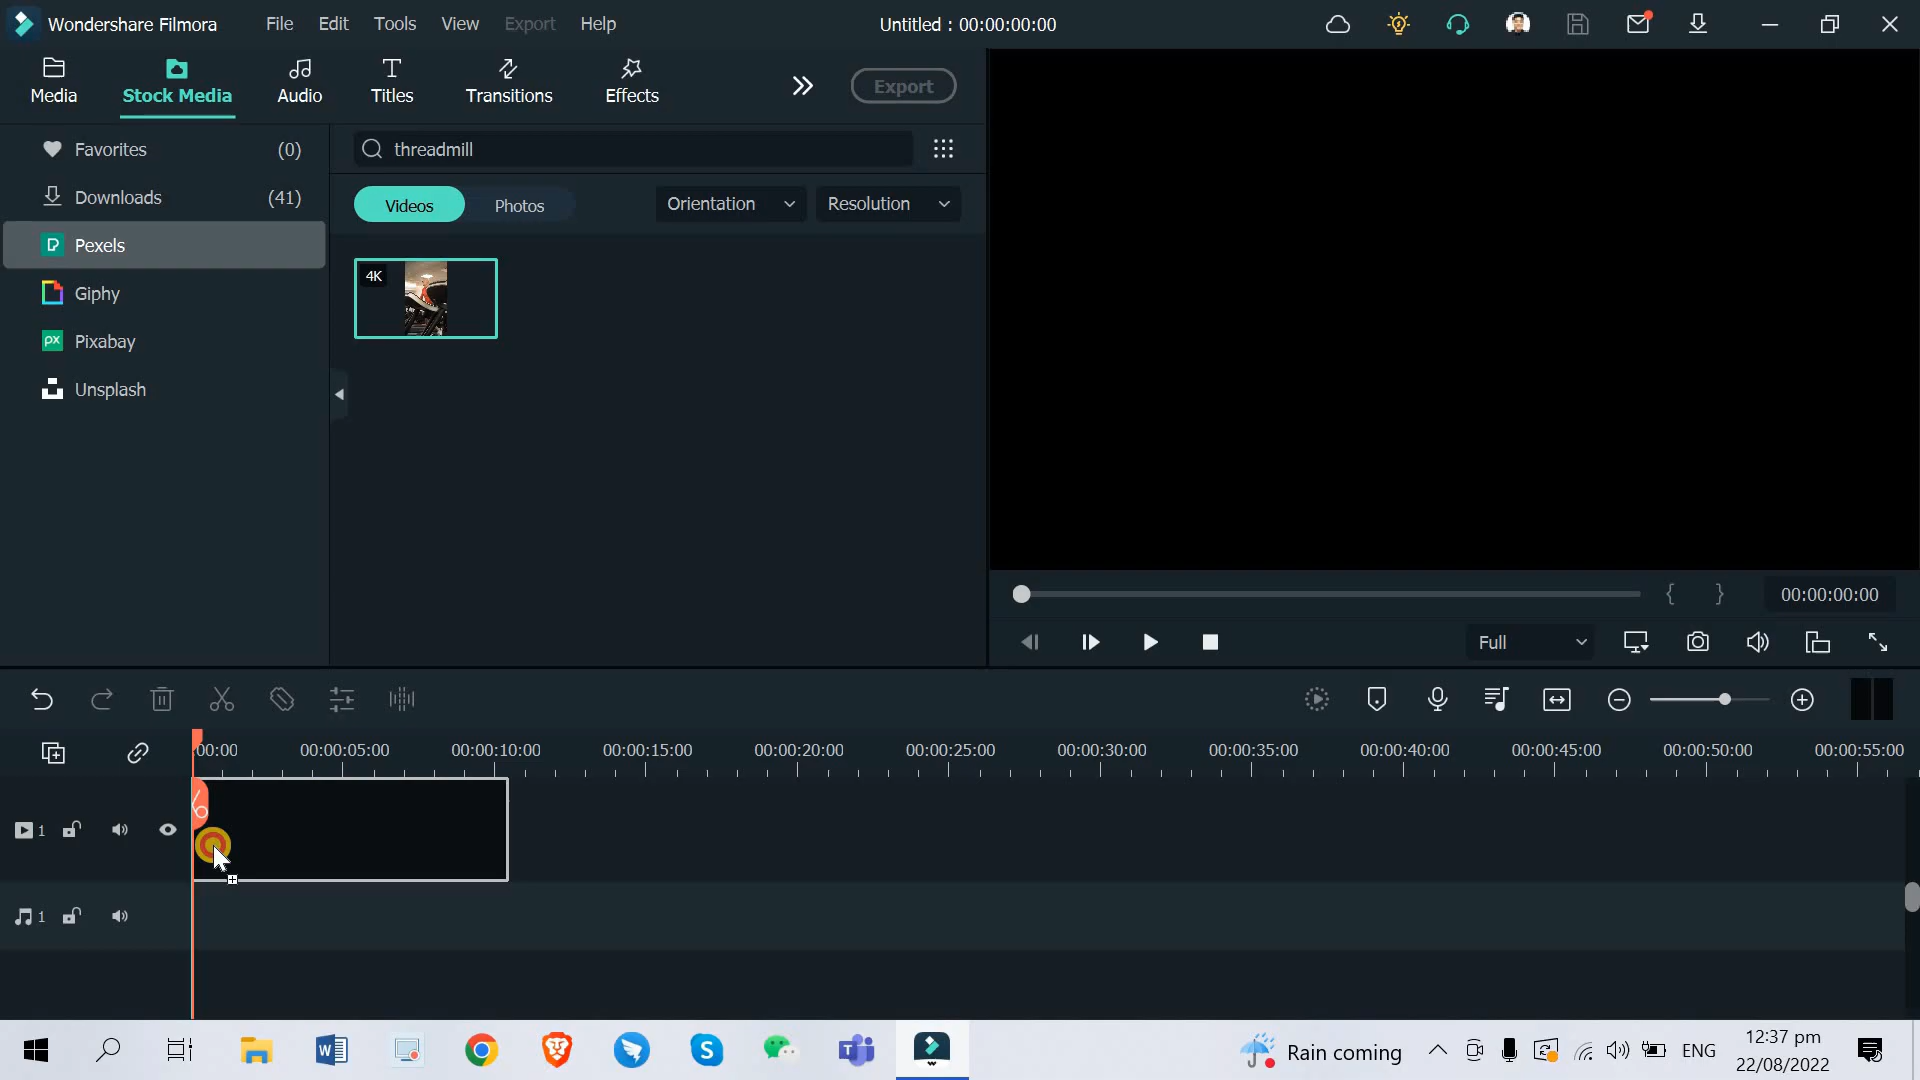 Wondershare Filmora
File
Edit
Tools
View
Export
Help
Untitled : 00:00:00:00
Media
Stock Media
Audio
Titles
Transitions
Effects
Export
Favorites (0)
Downloads (41)
Pexels
Giphy
Pixabay
Unsplash
threadmill
Videos
Photos
Orientation
Resolution
4K
{ }
00:00:00:00
Full
00:00
00:00:05:00
00:00:10:00
00:00:15:00
00:00:20:00
00:00:25:00
00:00:30:00
00:00:35:00
00:00:40:00
00:00:45:00
00:00:50:00
00:00:55:00
1
1
Rain coming
ENG
12:37 pm
22/08/2022